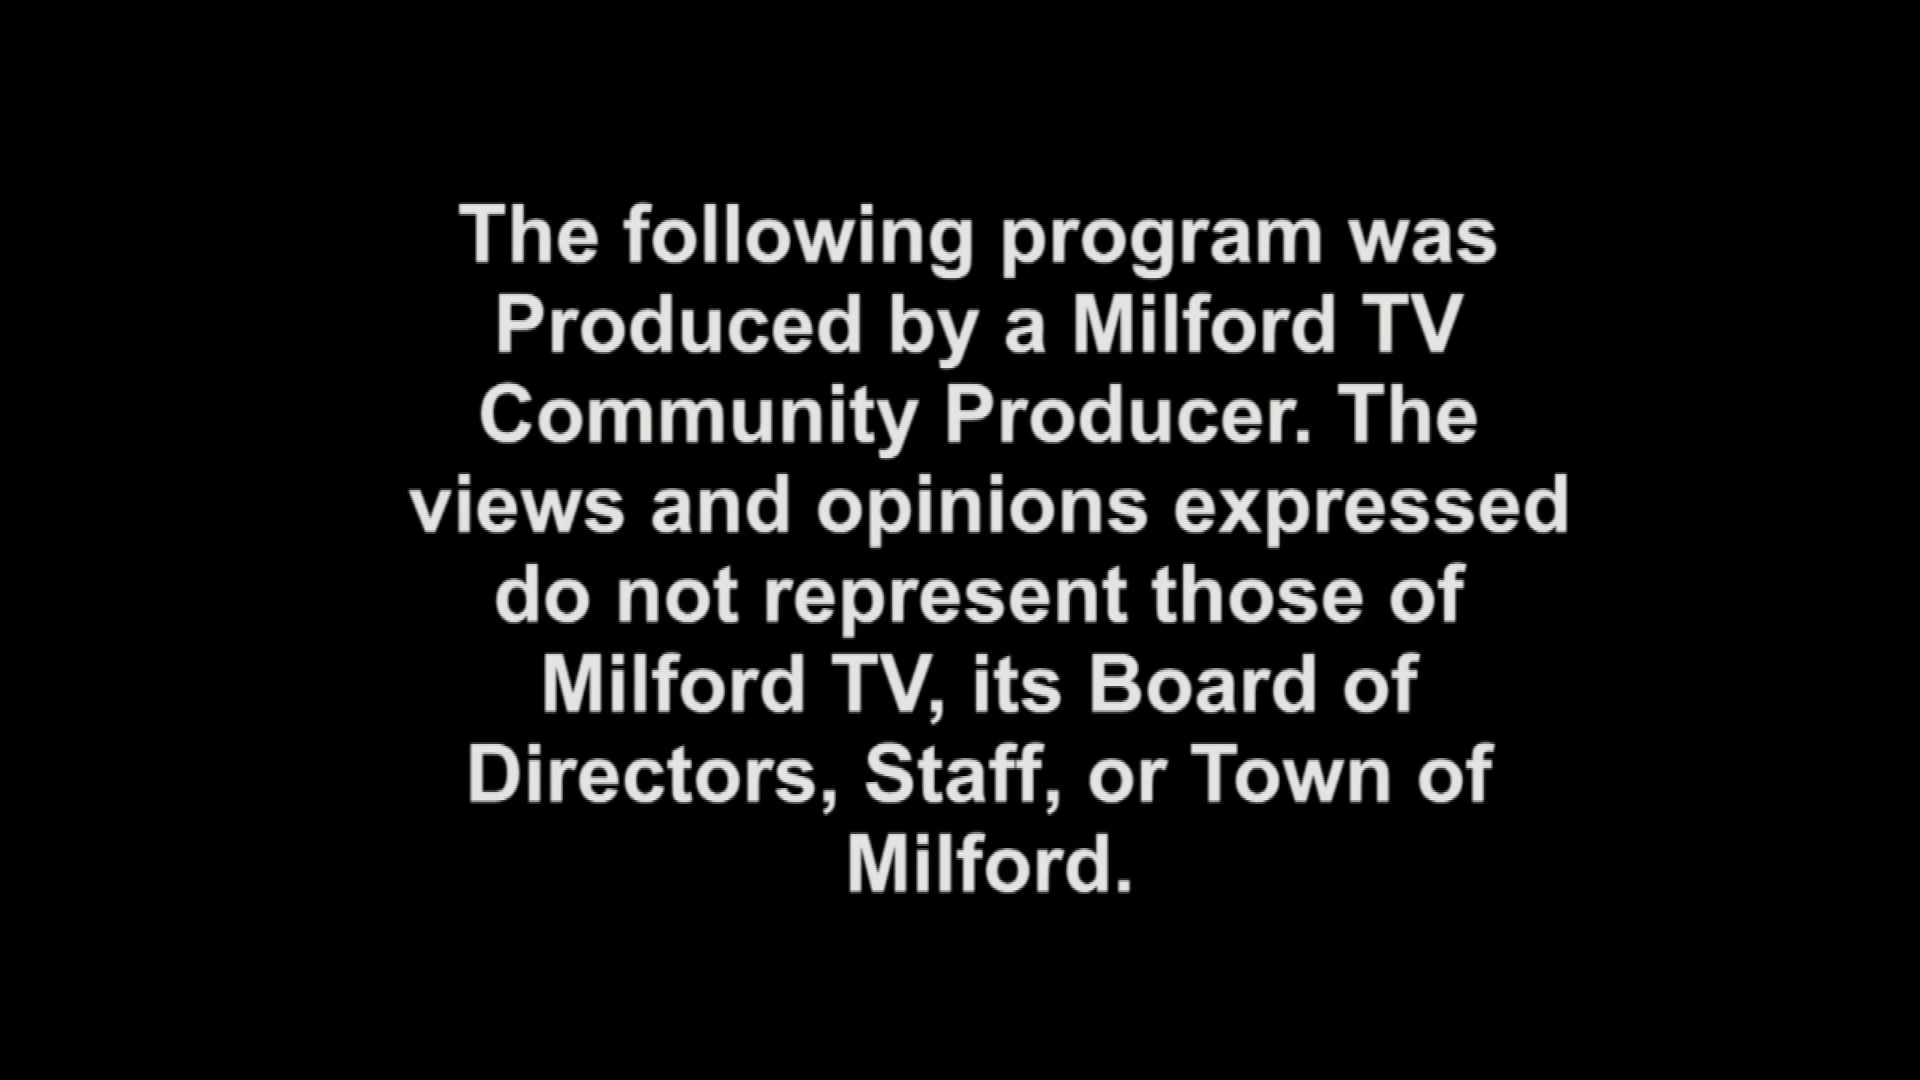 The following program was
Produced by a Milford TV
Community Producer. The
views and opinions expressed
do not represent those of
Milford TV, its Board of
Directors, Staff, or Town of
Milford.